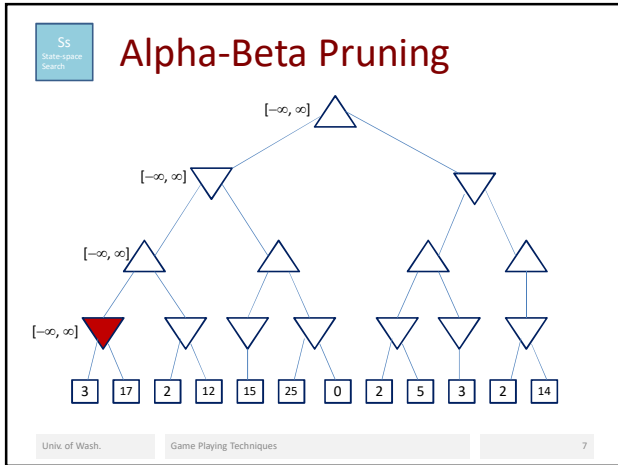 Ss
State-space
Search
Alpha-Beta Pruning
[−∞, ∞]
[−∞, ∞]
[−∞, ∞]
[−∞, ∞]
3 17 2 12 15 25 0 2 5 3 2 14
Univ. of Wash. Game Playing Techniques 7